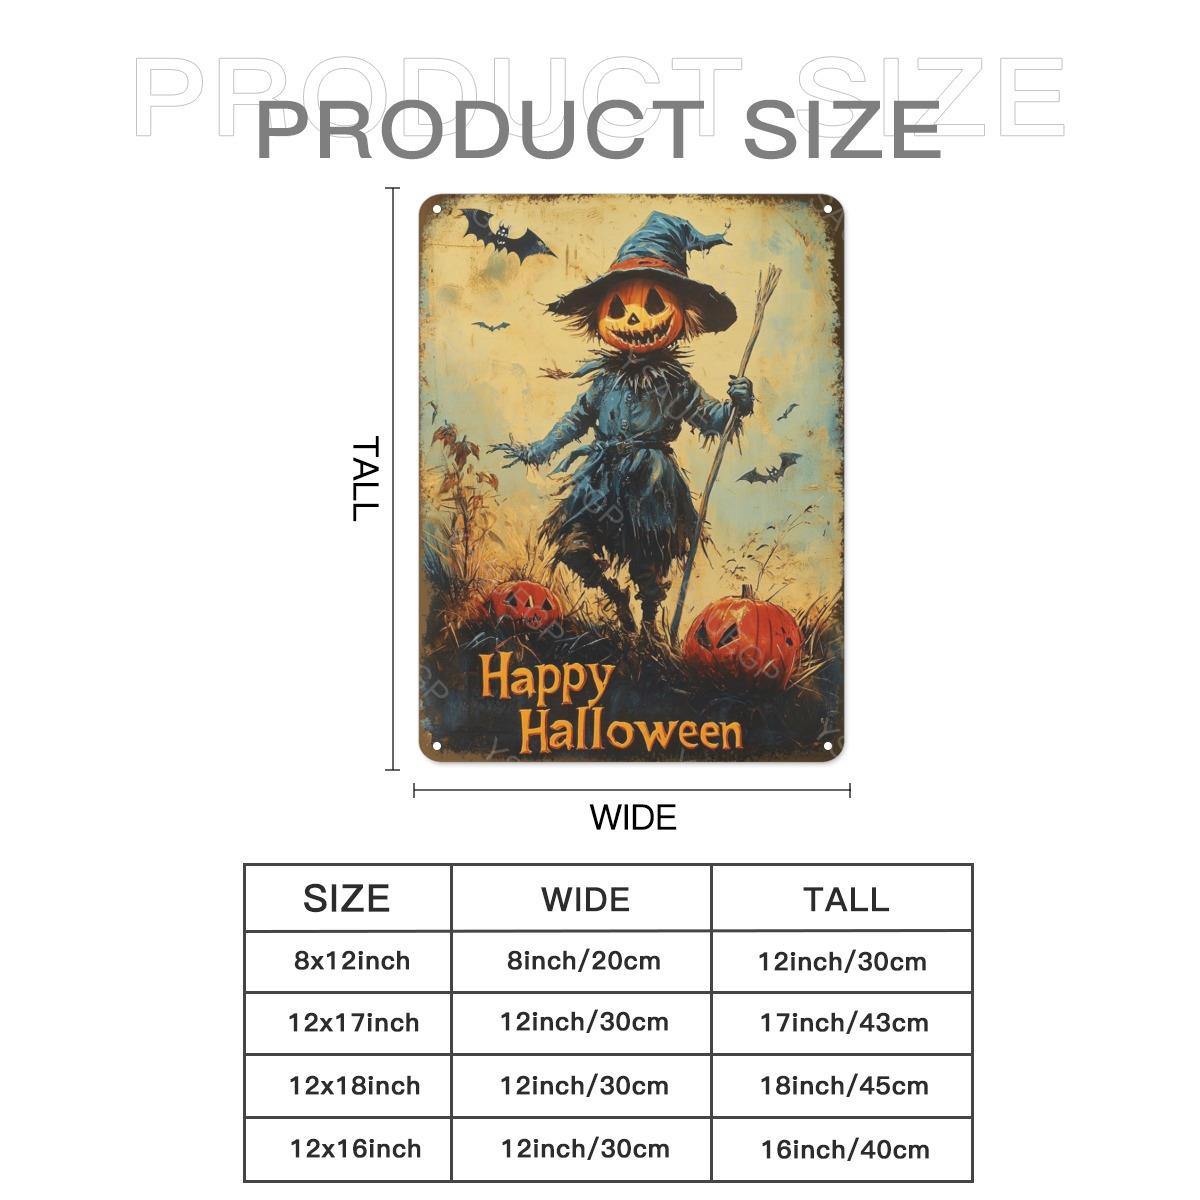 PRODUCT SIZE
PRODUCT SIZE
TALL
Happy
Halloween
WIDE
SIZE WIDE TALL
8x12inch 8inch/20cm 12inch/30cm
12x17inch 12inch/30cm 17inch/43cm
12x18inch 12inch/30cm 18inch/45cm
12x16inch 12inch/30cm 16inch/40cm